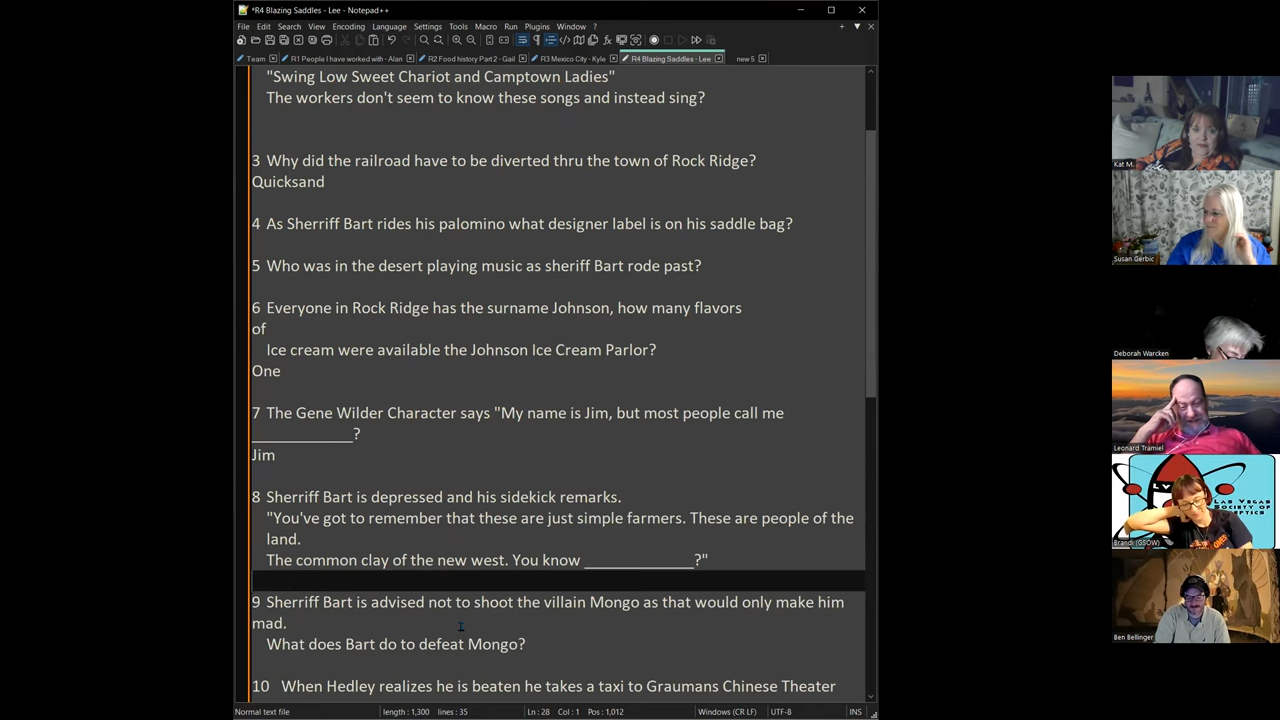 *R4 Blazing Saddles - Lee - Notepad++
File Edit Search View Encoding Language Settings Tools Macro Run Plugins Window ?
Team R1 People I have worked with - Alan R2 Food history Part 2 - Gail R3 Mexico City - Kyle R4 Blazing Saddles - Lee new 5
"Swing Low Sweet Chariot and Camptown Ladies"
The workers don't seem to know these songs and instead sing?
3 Why did the railroad have to be diverted thru the town of Rock Ridge?
Quicksand
4 As Sherriff Bart rides his palomino what designer label is on his saddle bag?
5 Who was in the desert playing music as sheriff Bart rode past?
6 Everyone in Rock Ridge has the surname Johnson, how many flavors
of
Ice cream were available the Johnson Ice Cream Parlor?
One
7 The Gene Wilder Character says "My name is Jim, but most people call me
____________?
Jim
8 Sherriff Bart is depressed and his sidekick remarks.
"You've got to remember that these are just simple farmers. These are people of the
land.
The common clay of the new west. You know _____________?"
9 Sherriff Bart is advised not to shoot the villain Mongo as that would only make him
mad.
What does Bart do to defeat Mongo?
10 When Hedley realizes he is beaten he takes a taxi to Graumans Chinese Theater
Normal text file length : 1,300 lines : 35 Ln : 28 Col : 1 Pos : 1,012 Windows (CR LF) UTF-8 INS
Kat M.
Susan Gerbic
Deborah Warcken
Leonard Tramiel
LAS VEGAS
SOCIETY OF
Brandi (GSOW)
Ben Bellinger